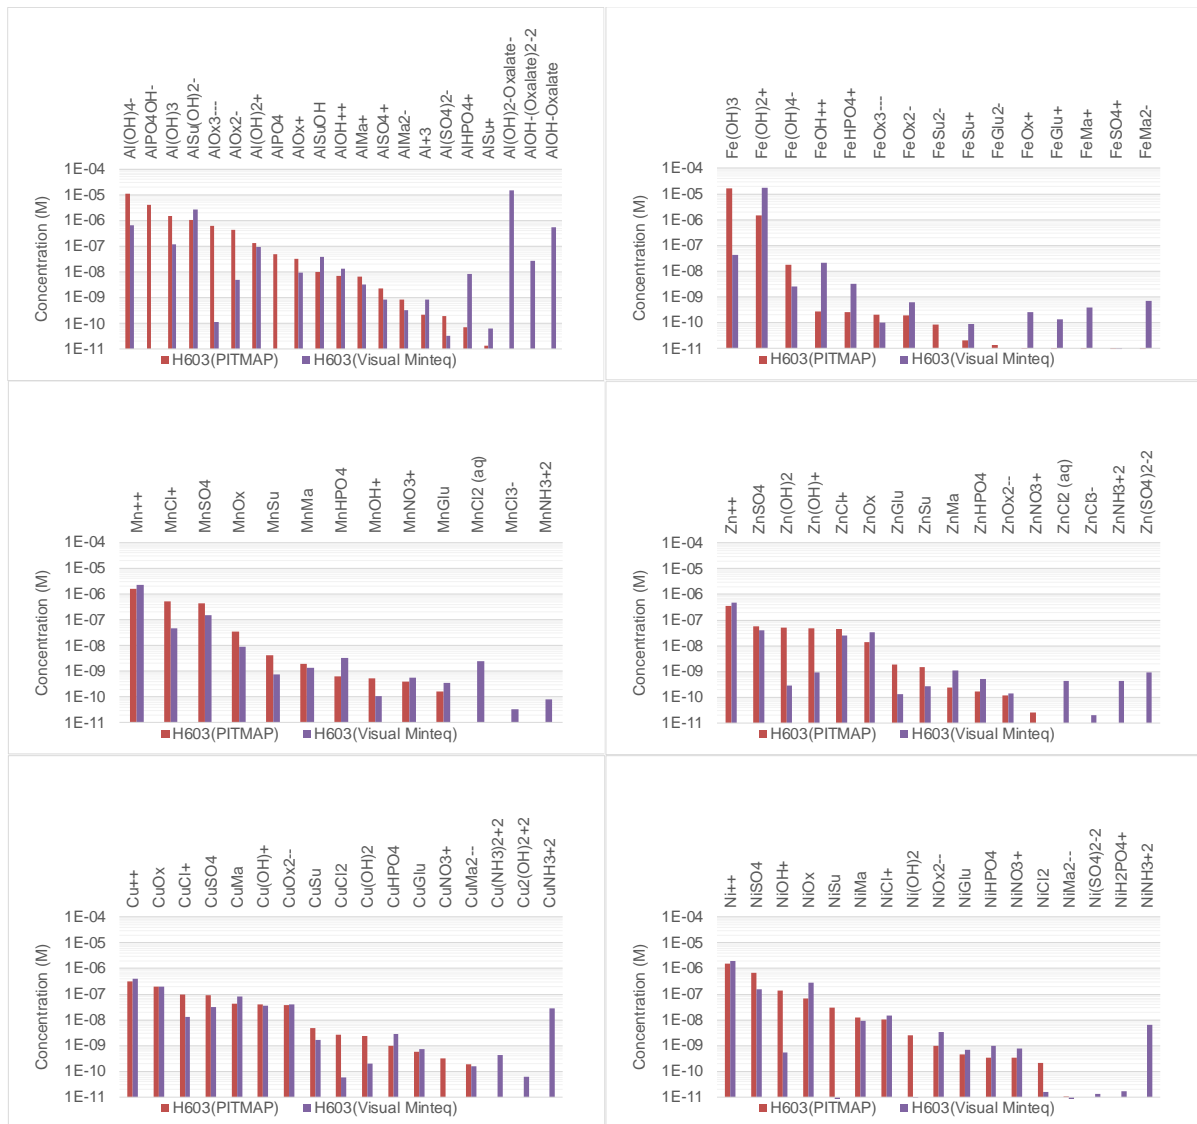 Al(OH)4-
AlPO4OH-
Al(OH)3
AlSu(OH)2-
AlOx3---
AlOx2-
Al(OH)2+
AlPO4
AlOx+
AlSuOH
AlOH++
AlMa+
AlSO4+
AlMa2-
Al+3
Al(SO4)2-
AlHPO4+
AlSu+
Al(OH)2-Oxalate-
AlOH-(Oxalate)2-2
AlOH-Oxalate
Concentration (M)
1E-04
1E-05
1E-06
1E-07
1E-08
1E-09
1E-10
1E-11
H603(PITMAP) H603(Visual Minteq)
Fe(OH)3
Fe(OH)2+
Fe(OH)4-
FeOH++
FeHPO4+
FeOx3---
FeOx2-
FeSu2-
FeSu+
FeGlu2-
FeOx+
FeGlu+
FeMa+
FeSO4+
FeMa2-
Concentration (M)
1E-04
1E-05
1E-06
1E-07
1E-08
1E-09
1E-10
1E-11
H603(PITMAP) H603(Visual Minteq)
Mn++
MnCl+
MnSO4
MnOx
MnSu
MnMa
MnHPO4
MnOH+
MnNO3+
MnGlu
MnCl2 (aq)
MnCl3-
MnNH3+2
Concentration (M)
1E-04
1E-05
1E-06
1E-07
1E-08
1E-09
1E-10
1E-11
H603(PITMAP) H603(Visual Minteq)
Zn++
ZnSO4
Zn(OH)2
Zn(OH)+
ZnCl+
ZnOx
ZnGlu
ZnSu
ZnMa
ZnHPO4
ZnOx2--
ZnNO3+
ZnCl2 (aq)
ZnCl3-
ZnNH3+2
Zn(SO4)2-2
Concentration (M)
1E-04
1E-05
1E-06
1E-07
1E-08
1E-09
1E-10
1E-11
H603(PITMAP) H603(Visual Minteq)
Cu++
CuOx
CuCl+
CuSO4
CuMa
Cu(OH)+
CuOx2--
CuSu
CuCl2
Cu(OH)2
CuHPO4
CuGlu
CuNO3+
CuMa2--
Cu(NH3)2+2
Cu2(OH)2+2
CuNH3+2
Concentration (M)
1E-04
1E-05
1E-06
1E-07
1E-08
1E-09
1E-10
1E-11
H603(PITMAP) H603(Visual Minteq)
Ni++
NiSO4
NiOH+
NiOx
NiSu
NiMa
NiCl+
Ni(OH)2
NiOx2--
NiGlu
NiHPO4
NiNO3+
NiCl2
NiMa2--
Ni(SO4)2-2
NiH2PO4+
NiNH3+2
Concentration (M)
1E-04
1E-05
1E-06
1E-07
1E-08
1E-09
1E-10
1E-11
H603(PITMAP) H603(Visual Minteq)